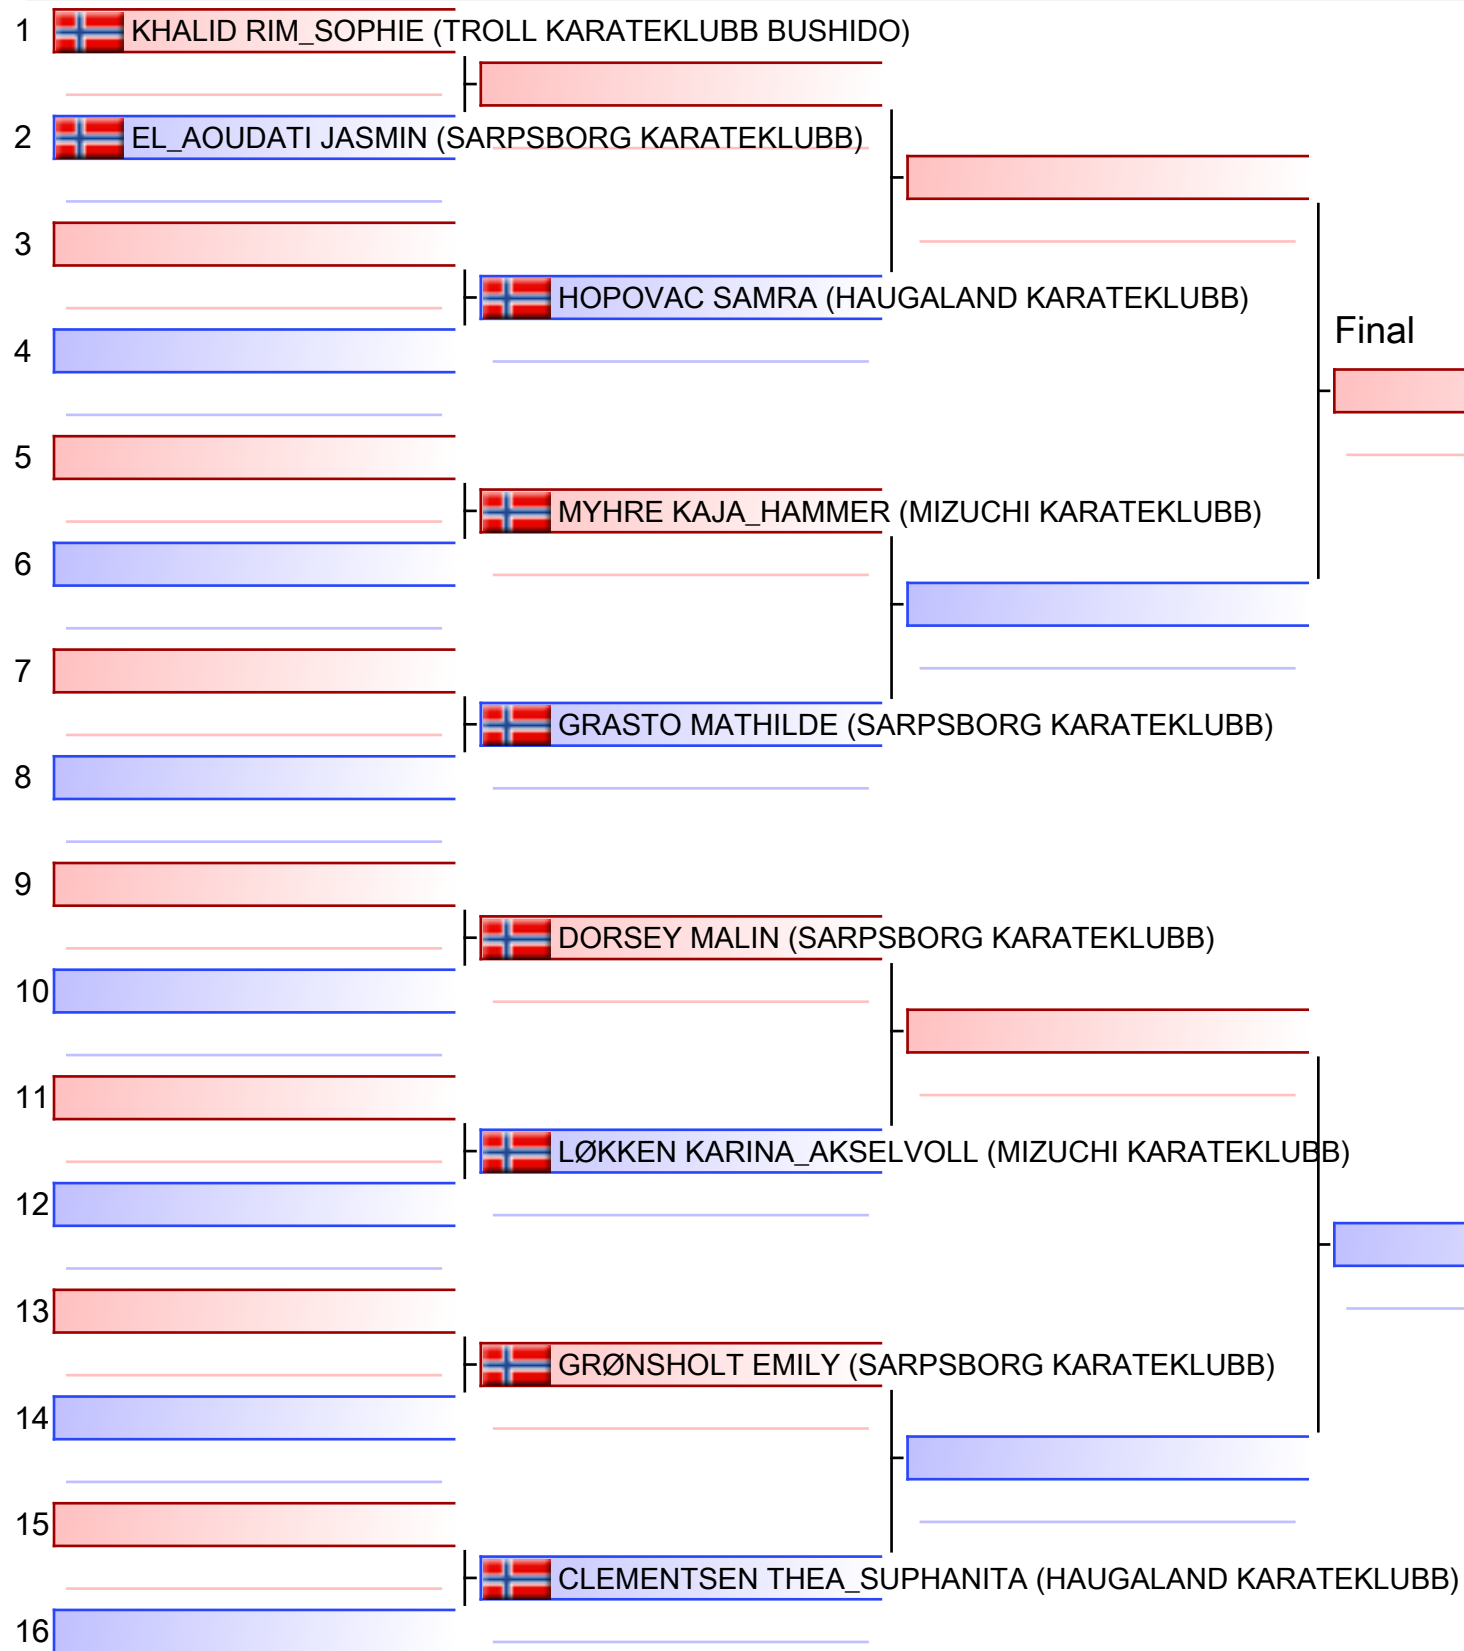 1 KHALID RIM_SOPHIE (TROLL KARATEKLUBB BUSHIDO)
2 EL_AOUDATI JASMIN (SARPSBORG KARATEKLUBB)
3
HOPOVAC SAMRA (HAUGALAND KARATEKLUBB)
Final
4
5
MYHRE KAJA_HAMMER (MIZUCHI KARATEKLUBB)
6
7
GRASTO MATHILDE (SARPSBORG KARATEKLUBB)
8
9
DORSEY MALIN (SARPSBORG KARATEKLUBB)
10
11
LØKKEN KARINA_AKSELVOLL (MIZUCHI KARATEKLUBB)
12
13
GRØNSHOLT EMILY (SARPSBORG KARATEKLUBB)
14
15
CLEMENTSEN THEA_SUPHANITA (HAUGALAND KARATEKLUBB)
16